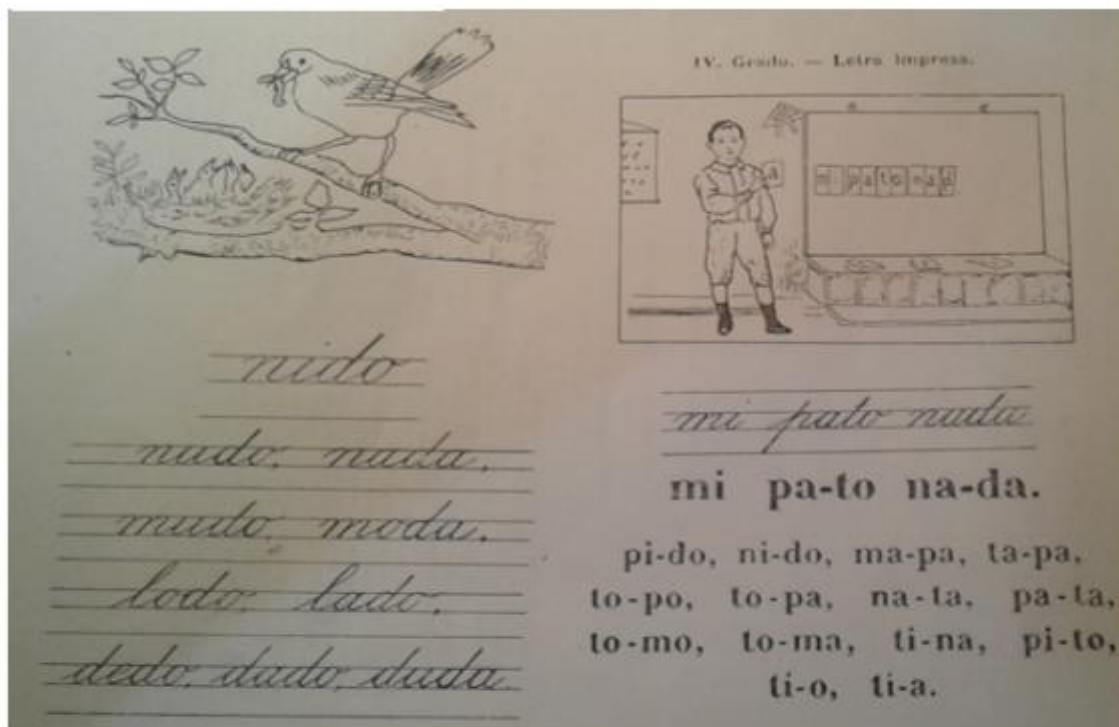 nido
nudo, nada.
mudo, moda.
lodo, lado,
dedo, dado, duda
IV. Grado. — Letra Impresa.
a
mi pato nada
mi pato nada
mi pa-to na-da.
pi-do, ni-do, ma-pa, ta-pa,
to-po, to-pa, na-ta, pa-ta,
to-mo, to-ma, ti-na, pi-to,
ti-o, ti-a.